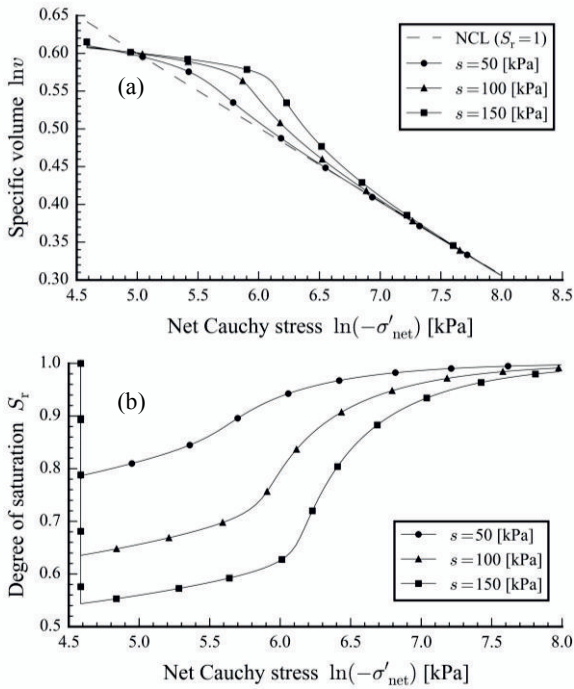 0.65
0.60
0.55
0.50
0.45
0.40
0.35
0.30
Specific volume ln v
(a)
NCL (Sr=1)
s=50 [kPa]
s=100 [kPa]
s=150 [kPa]
4.5 5.0 5.5 6.0 6.5 7.0 7.5 8.0 8.5
Net Cauchy stress ln(−σ′net) [kPa]
1.0
0.9
0.8
0.7
0.6
0.5
Degree of saturation Sr
(b)
s=50 [kPa]
s=100 [kPa]
s=150 [kPa]
4.5 5.0 5.5 6.0 6.5 7.0 7.5 8.0
Net Cauchy stress ln(−σ′net) [kPa]